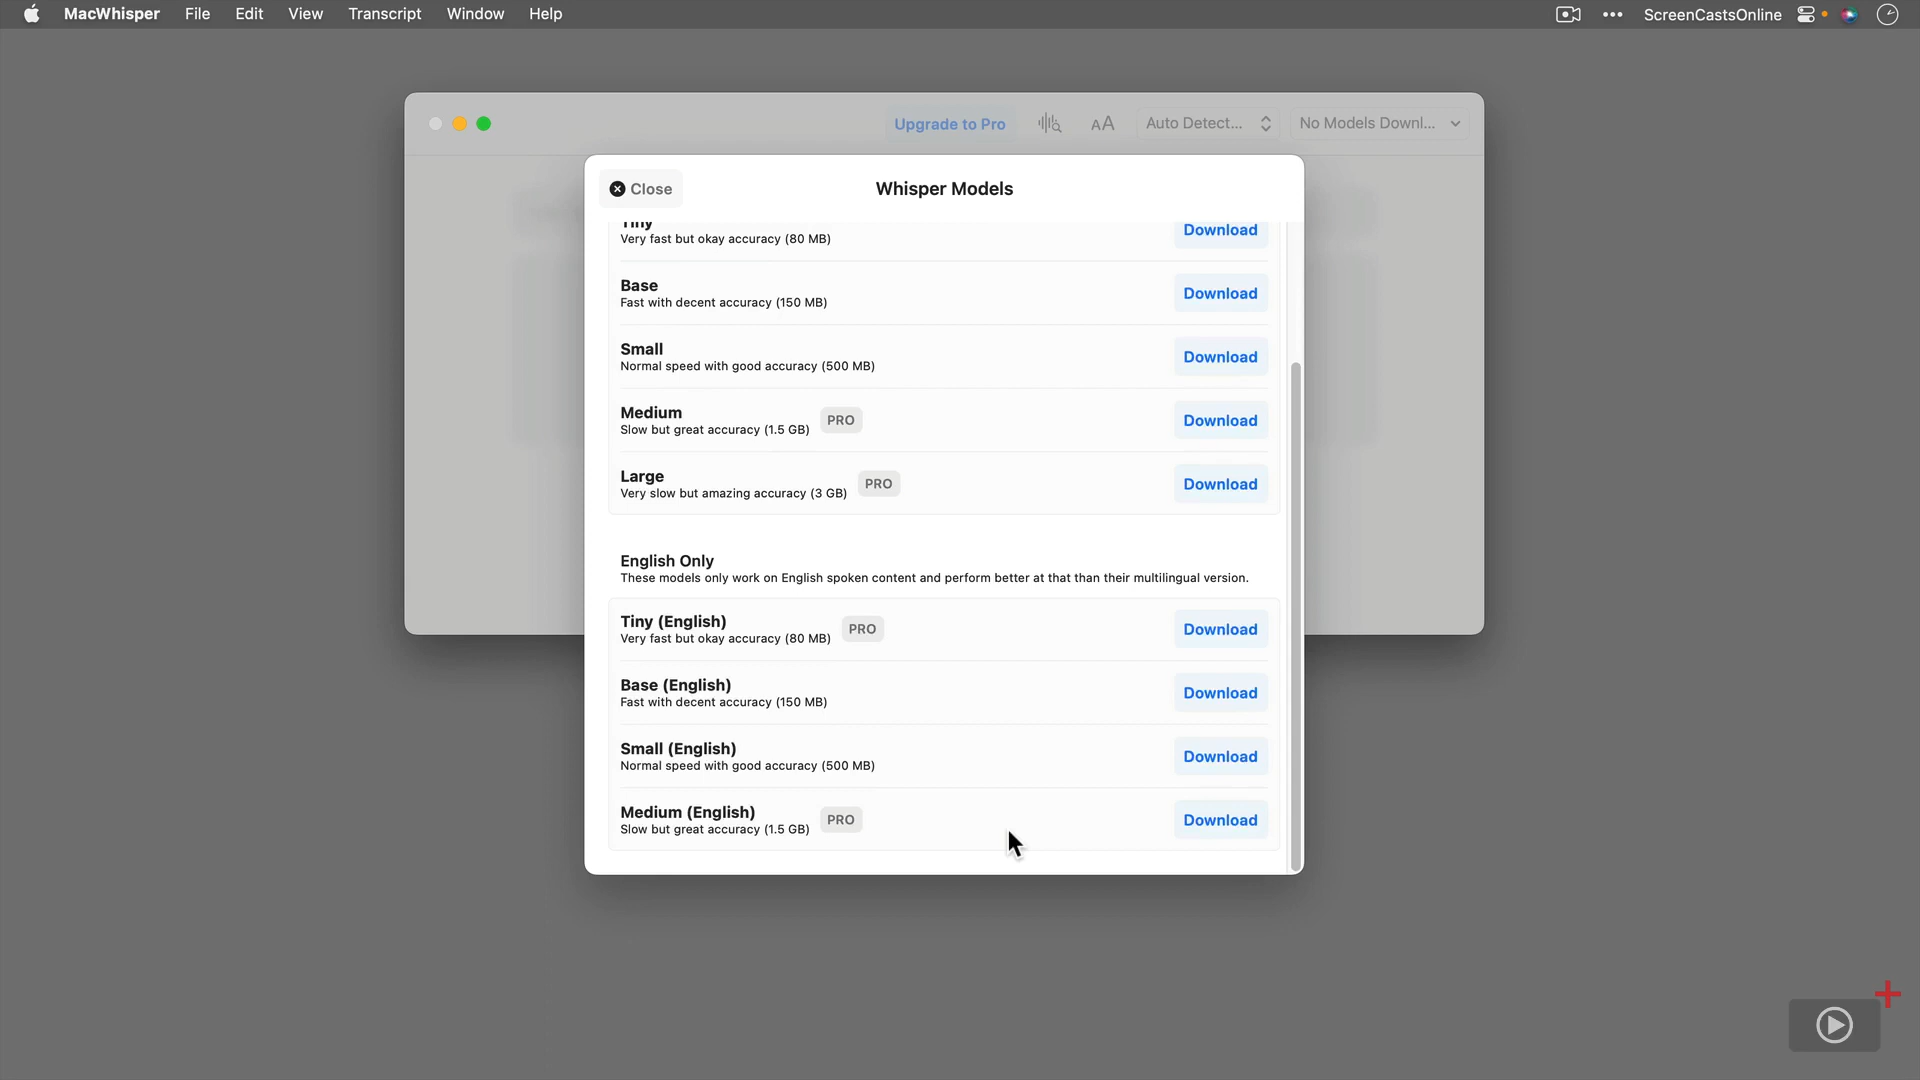 MacWhisper File Edit View Transcript Window Help ScreenCastsOnline
Upgrade to Pro AA Auto Detect... No Models Downl...
Close Whisper Models
Tiny
Very fast but okay accuracy (80 MB)
Download
Base
Fast with decent accuracy (150 MB)
Download
Small
Normal speed with good accuracy (500 MB)
Download
Medium
Slow but great accuracy (1.5 GB)
PRO
Download
Large
Very slow but amazing accuracy (3 GB)
PRO
Download
English Only
These models only work on English spoken content and perform better at that than their multilingual version.
Tiny (English)
Very fast but okay accuracy (80 MB)
PRO
Download
Base (English)
Fast with decent accuracy (150 MB)
Download
Small (English)
Normal speed with good accuracy (500 MB)
Download
Medium (English)
Slow but great accuracy (1.5 GB)
PRO
Download